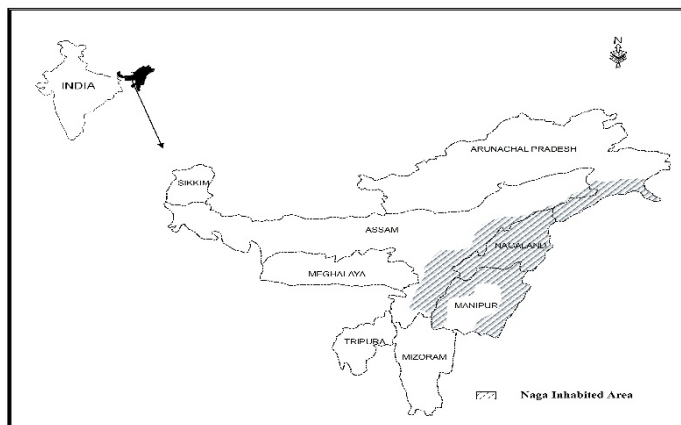 N
INDIA
ARUNACHAL PRADESH
SIKKIM
ASSAM
NAGALAND
MEGHALAYA
MANIPUR
TRIPURA
MIZORAM
Naga Inhabited Area